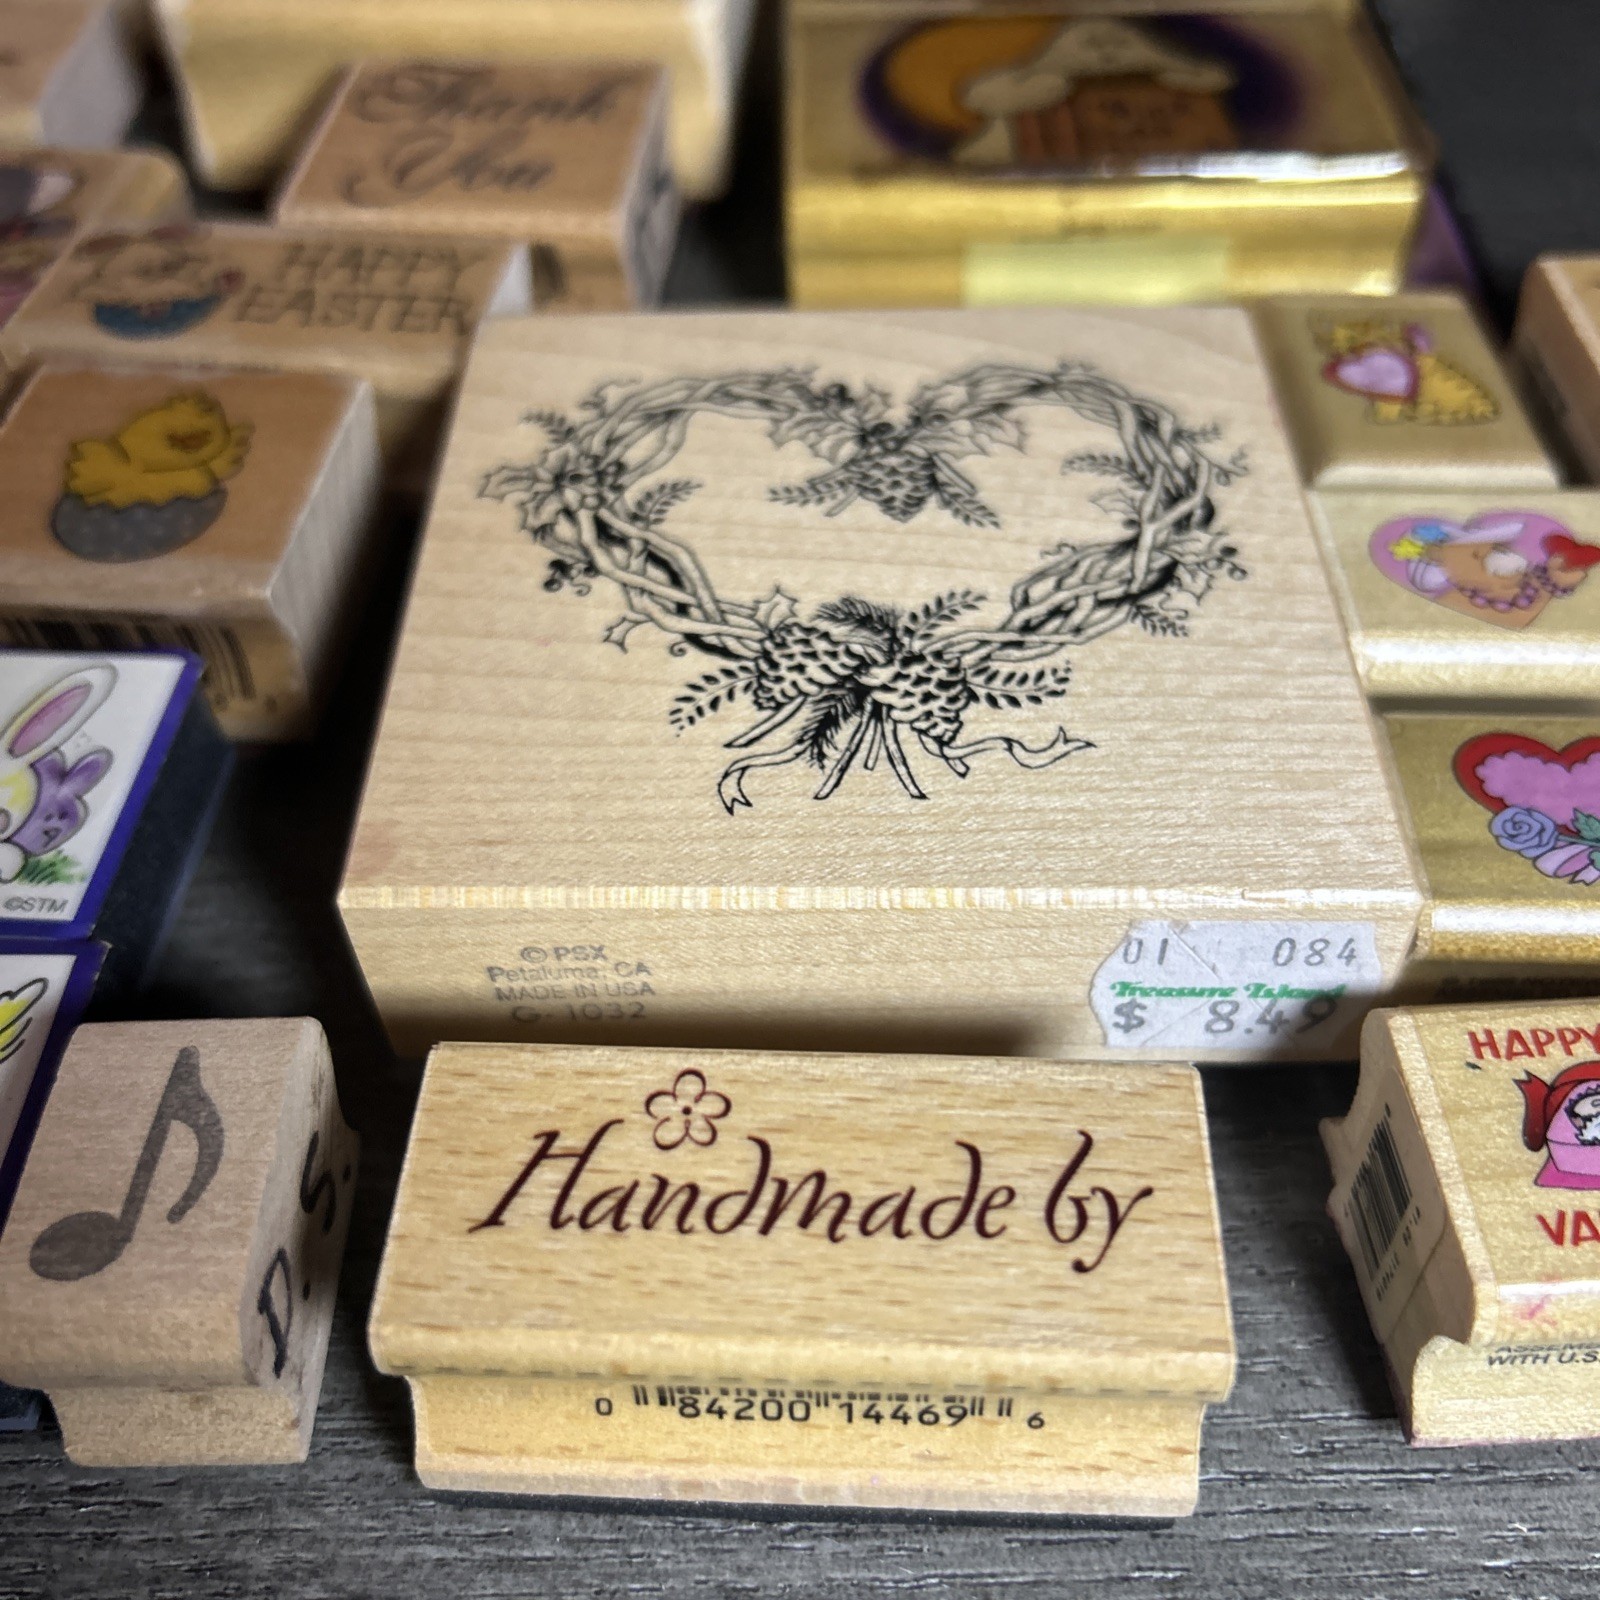 Thank
You
HAPPY
EASTER
©STM
© PSX
Petaluma, CA
MADE IN USA
G-1032
01 084
Treasure Island
$ 8.49
Handmade by
0 84200 14469 6
D. S.
HAPPY
WITH U.S.